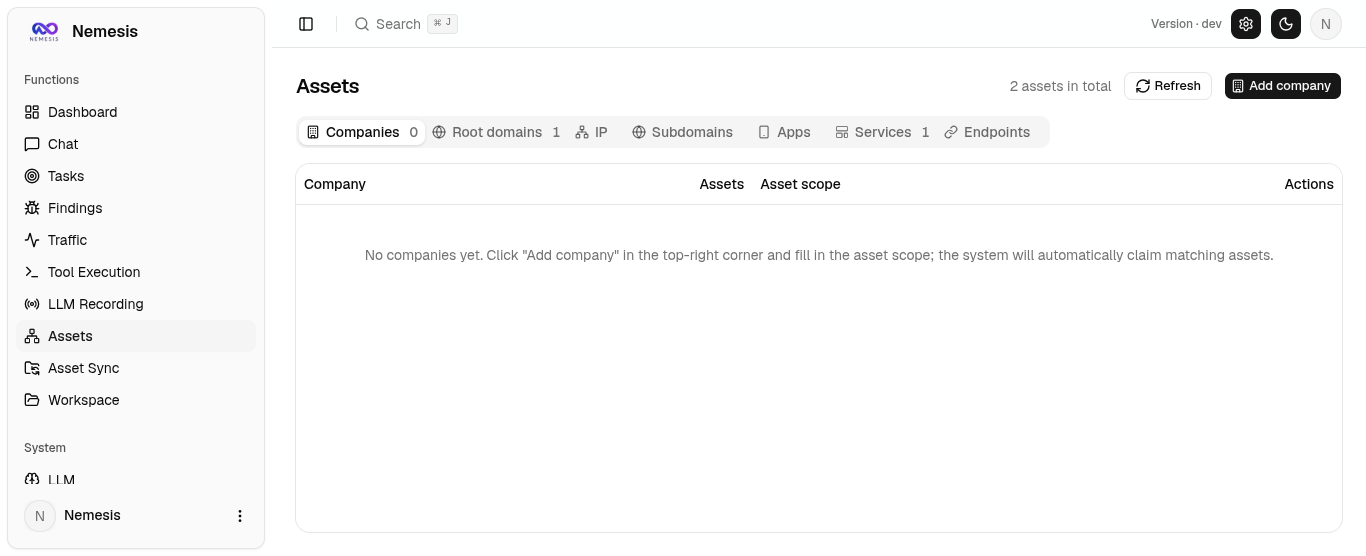 NEMESIS
Nemesis
Functions
Dashboard
Chat
Tasks
Findings
Traffic
Tool Execution
LLM Recording
Assets
Asset Sync
Workspace
System
LLM
N
Nemesis
Search ⌘ J
Version · dev
N
Assets
2 assets in total
Refresh
Add company
Companies 0
Root domains 1
IP
Subdomains
Apps
Services 1
Endpoints
Company
Assets
Asset scope
Actions
No companies yet. Click "Add company" in the top-right corner and fill in the asset scope; the system will automatically claim matching assets.